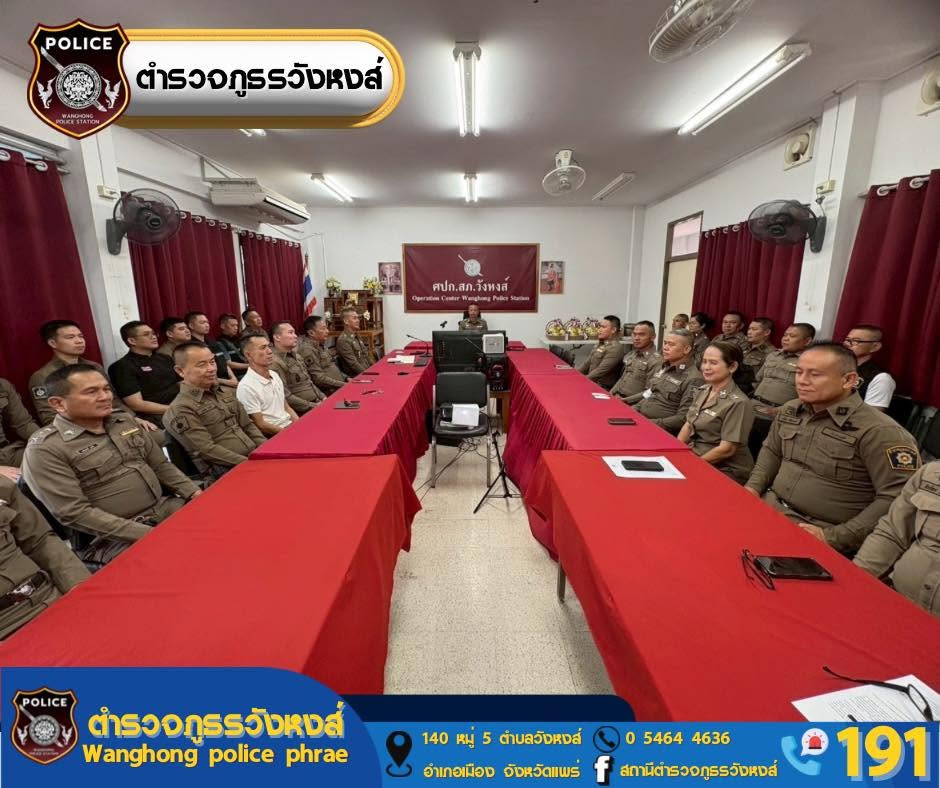 POLICE
WANGHONG
POLICE STATION
ตำรวจภูธรวังหงส์
ศปก.สภ.วังหงส์
Operation Center Wanghong Police Station
POLICE
ตำรวจภูธรวังหงส์
Wanghong police phrae
140 หมู่ 5 ตำบลวังหงส์
อำเภอเมือง จังหวัดแพร่
0 5464 4636
สถานีตำรวจภูธรวังหงส์
191